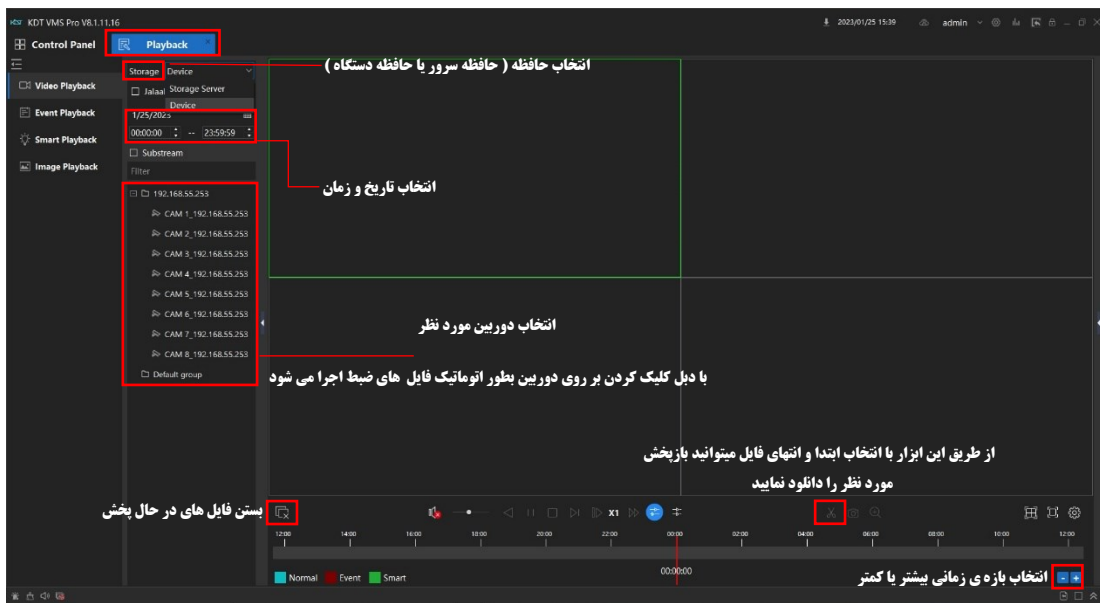 KDT VMS Pro V8.1.11.16
2023/01/25 15:39
admin
Control Panel
Playback
Video Playback
Event Playback
Smart Playback
Image Playback
Storage
Device
Storage Server
Device
Jalaal
1/25/2023
00:00:00 -- 23:59:59
Substream
Filter
192.168.55.253
CAM 1_192.168.55.253
CAM 2_192.168.55.253
CAM 3_192.168.55.253
CAM 4_192.168.55.253
CAM 5_192.168.55.253
CAM 6_192.168.55.253
CAM 7_192.168.55.253
CAM 8_192.168.55.253
Default group
انتخاب حافظه ( حافظه سرور یا حافظه دستگاه )
انتخاب تاریخ و زمان
انتخاب دوربین مورد نظر
با دبل کلیک کردن بر روی دوربین بطور اتوماتیک فایل های ضبط اجرا می شود
از طریق این ابزار با انتخاب ابتدا و انتهای فایل میتوانید بازپخش
مورد نظر را دانلود نمایید
بستن فایل های در حال پخش
X1
12:00 14:00 16:00 18:00 20:00 22:00 00:00 02:00 04:00 06:00 08:00 10:00 12:00
00:00:00
Normal Event Smart
انتخاب بازه ی زمانی بیشتر یا کمتر
- +